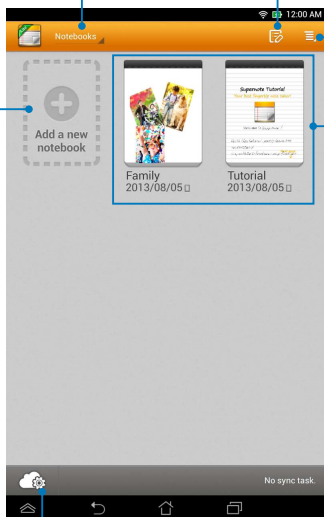 12:00 AM
Notebooks
Add a new
notebook
Supernote Tutorial
Family
2013/08/05
Tutorial
2013/08/05
No sync task.